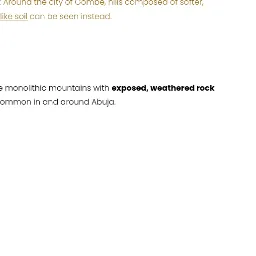 Around the city of Gombe, hills composed of softer,
like soil can be seen instead.
monolithic mountains with exposed, weathered rock
common in and around Abuja.